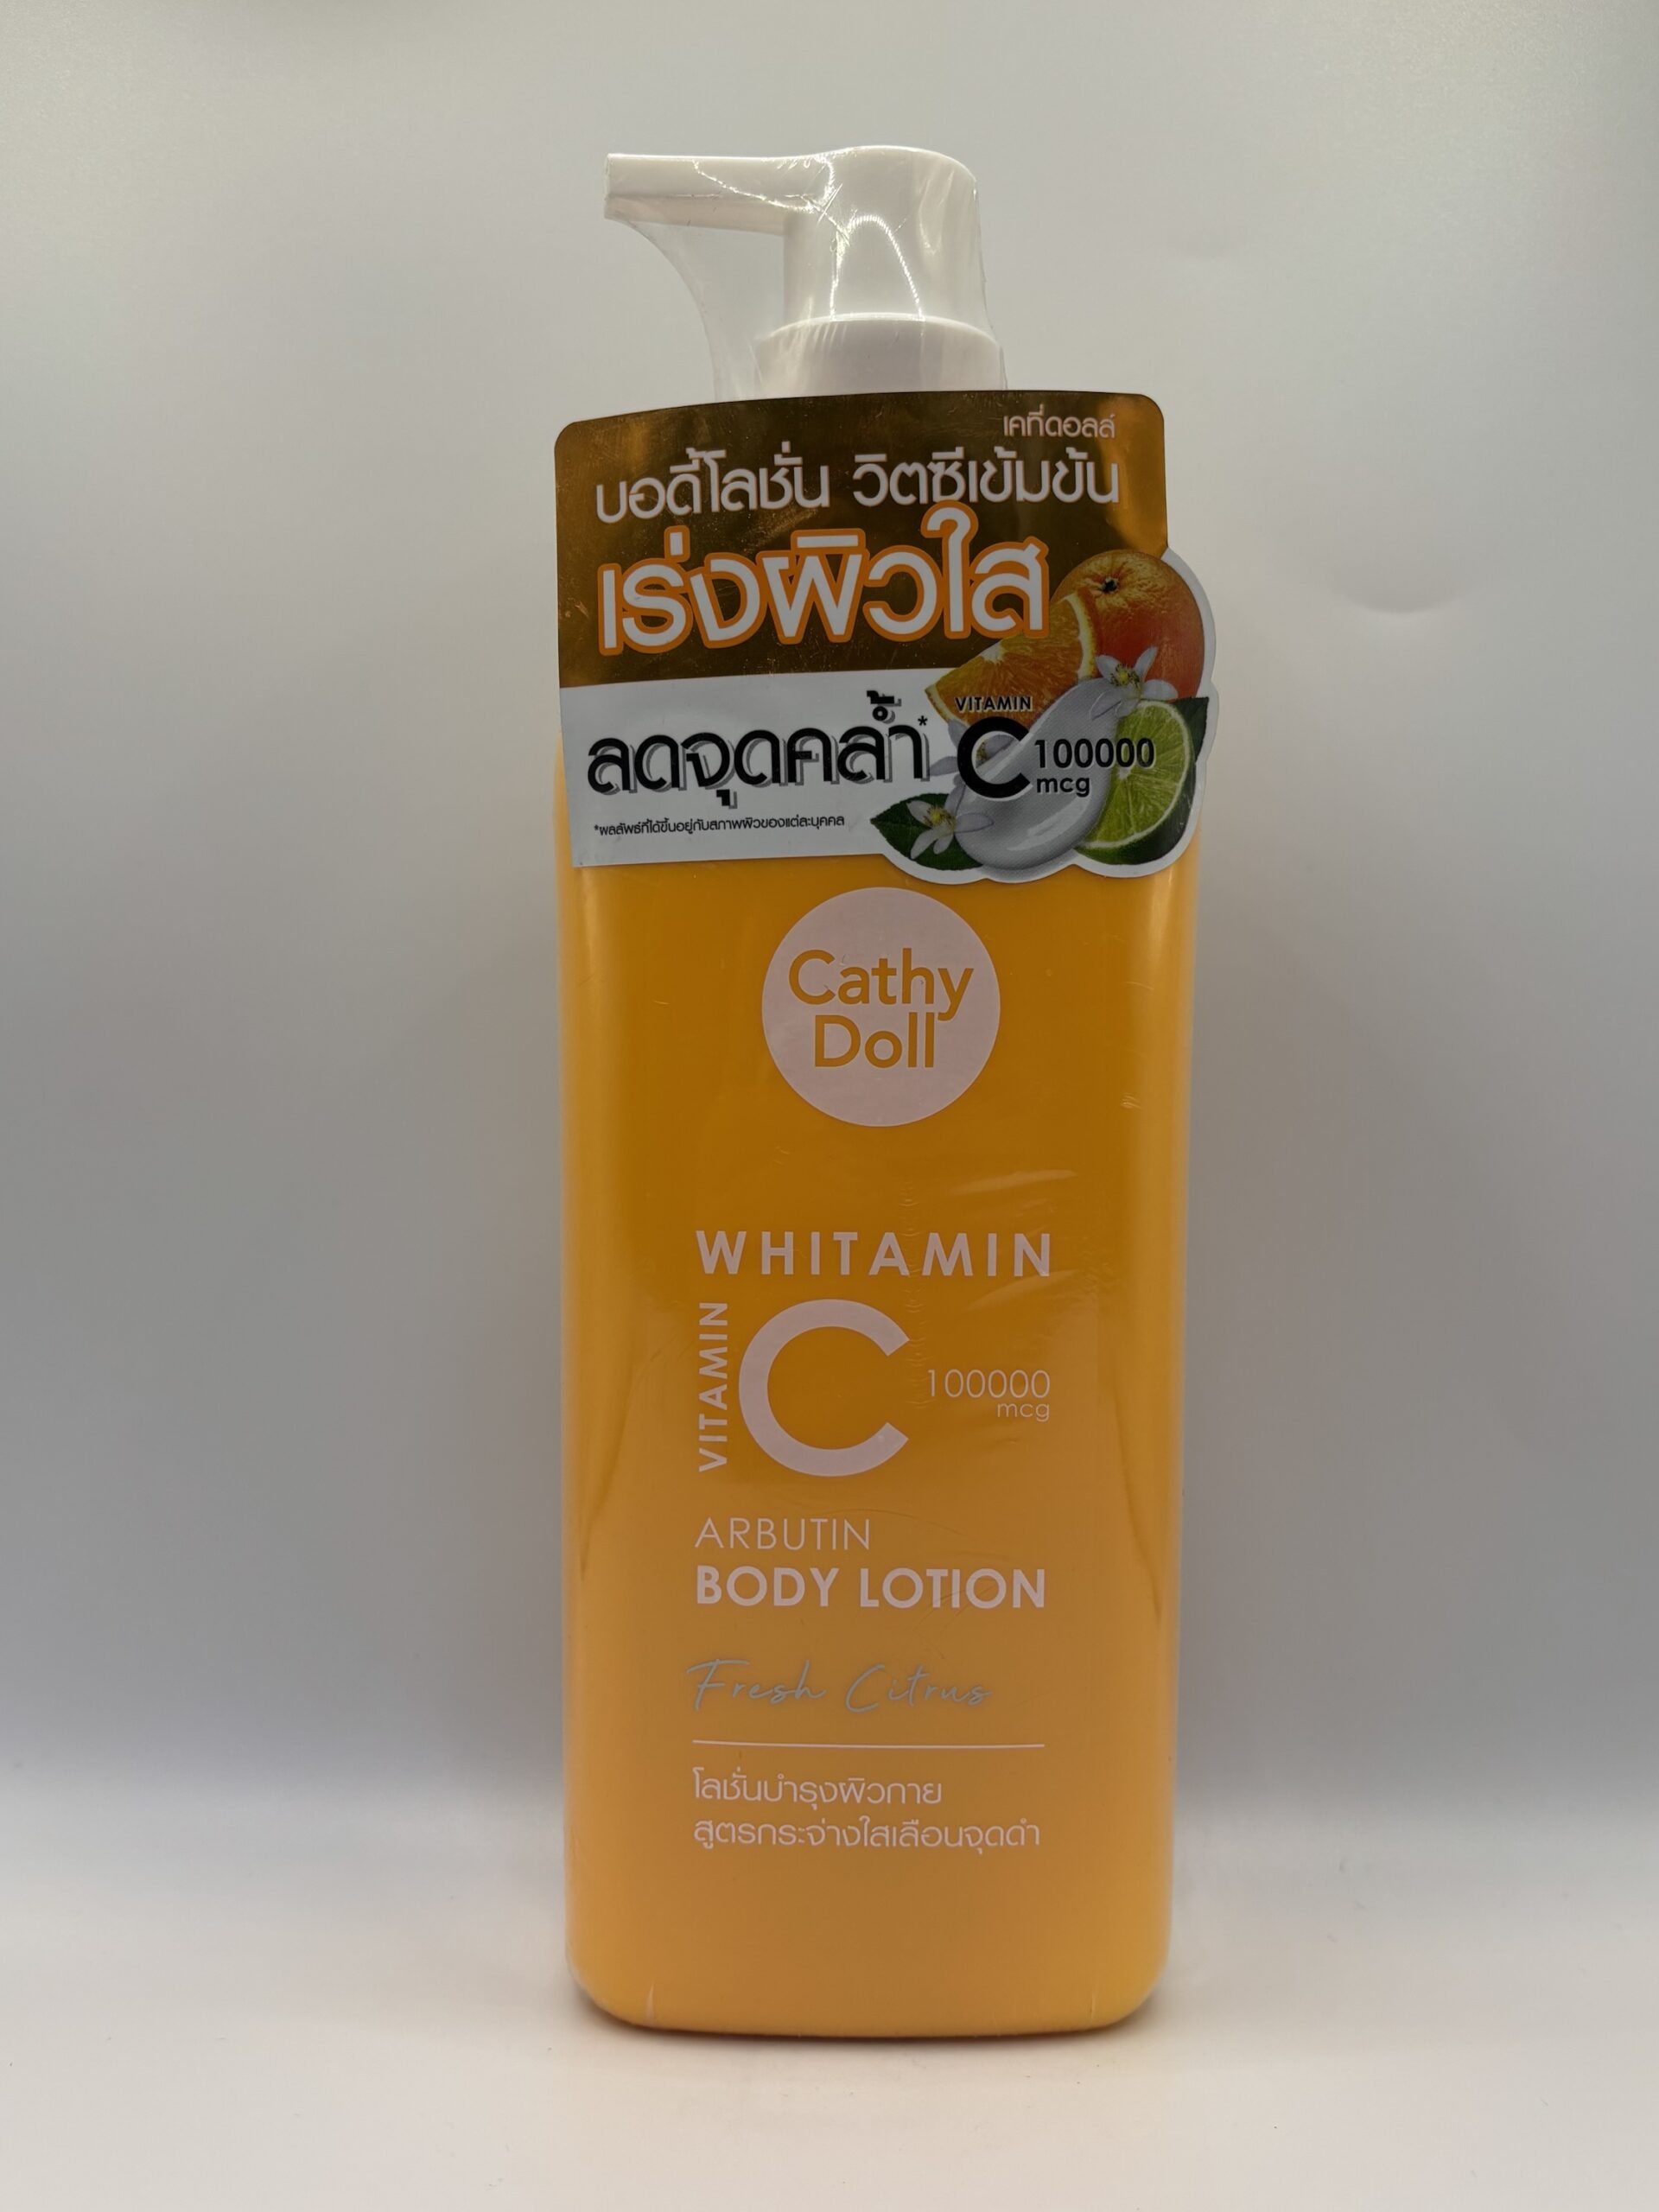 เคที่ดอลล์
บอดี้โลชั่น วิตซีเข้มข้น
เร่งผิวใส
ลดจุดคล้ำ*
VITAMIN
C 100000
mcg
*ผลลัพธ์ที่ได้ขึ้นอยู่กับสภาพผิวของแต่ละบุคคล
Cathy
Doll
WHITAMIN
VITAMIN
C 100000
mcg
ARBUTIN
BODY LOTION
Fresh Citrus
โลชั่นบำรุงผิวกาย
สูตรกระจ่างใสเลือนจุดดำ